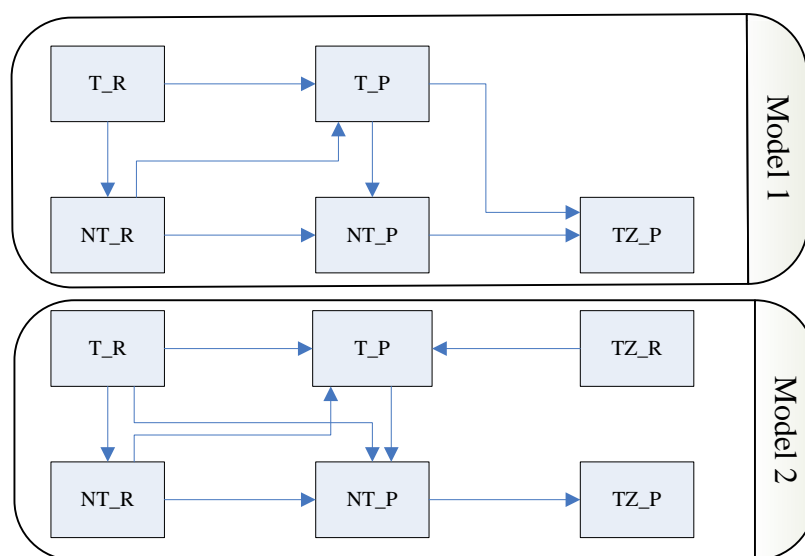 T_R
T_P
NT_R
NT_P
TZ_P
Model 1
T_R
T_P
TZ_R
NT_R
NT_P
TZ_P
Model 2